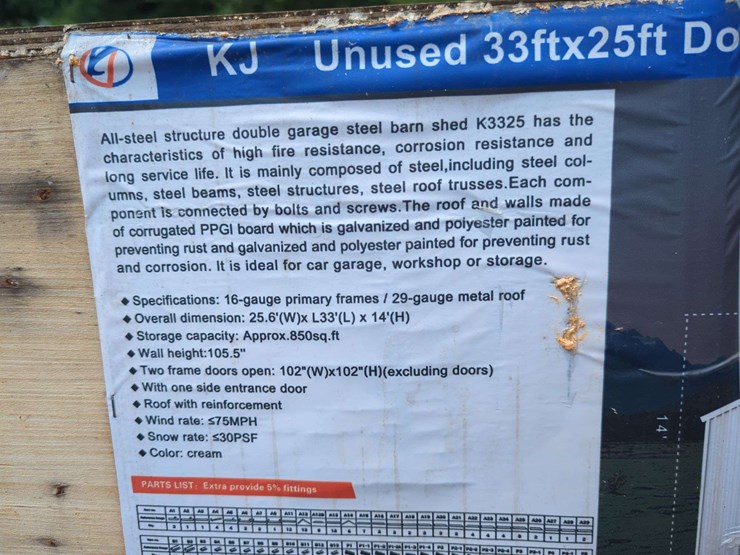 KJ Unused 33ftx25ft Do
All-steel structure double garage steel barn shed K3325 has the
characteristics of high fire resistance, corrosion resistance and
long service life. It is mainly composed of steel,including steel col-
umns, steel beams, steel structures, steel roof trusses.Each com-
ponent is connected by bolts and screws.The roof and walls made
of corrugated PPGI board which is galvanized and polyester painted for
preventing rust and galvanized and polyester painted for preventing rust
and corrosion. It is ideal for car garage, workshop or storage.
◆ Specifications: 16-gauge primary frames / 29-gauge metal roof
◆ Overall dimension: 25.6'(W)x L33'(L) x 14'(H)
◆ Storage capacity: Approx.850sq.ft
◆ Wall height:105.5"
◆ Two frame doors open: 102"(W)x102"(H)(excluding doors)
◆ With one side entrance door
◆ Roof with reinforcement
◆ Wind rate: ≤75MPH
◆ Snow rate: ≤30PSF
◆ Color: cream
14'
PARTS LIST: Extra provide 5% fittings